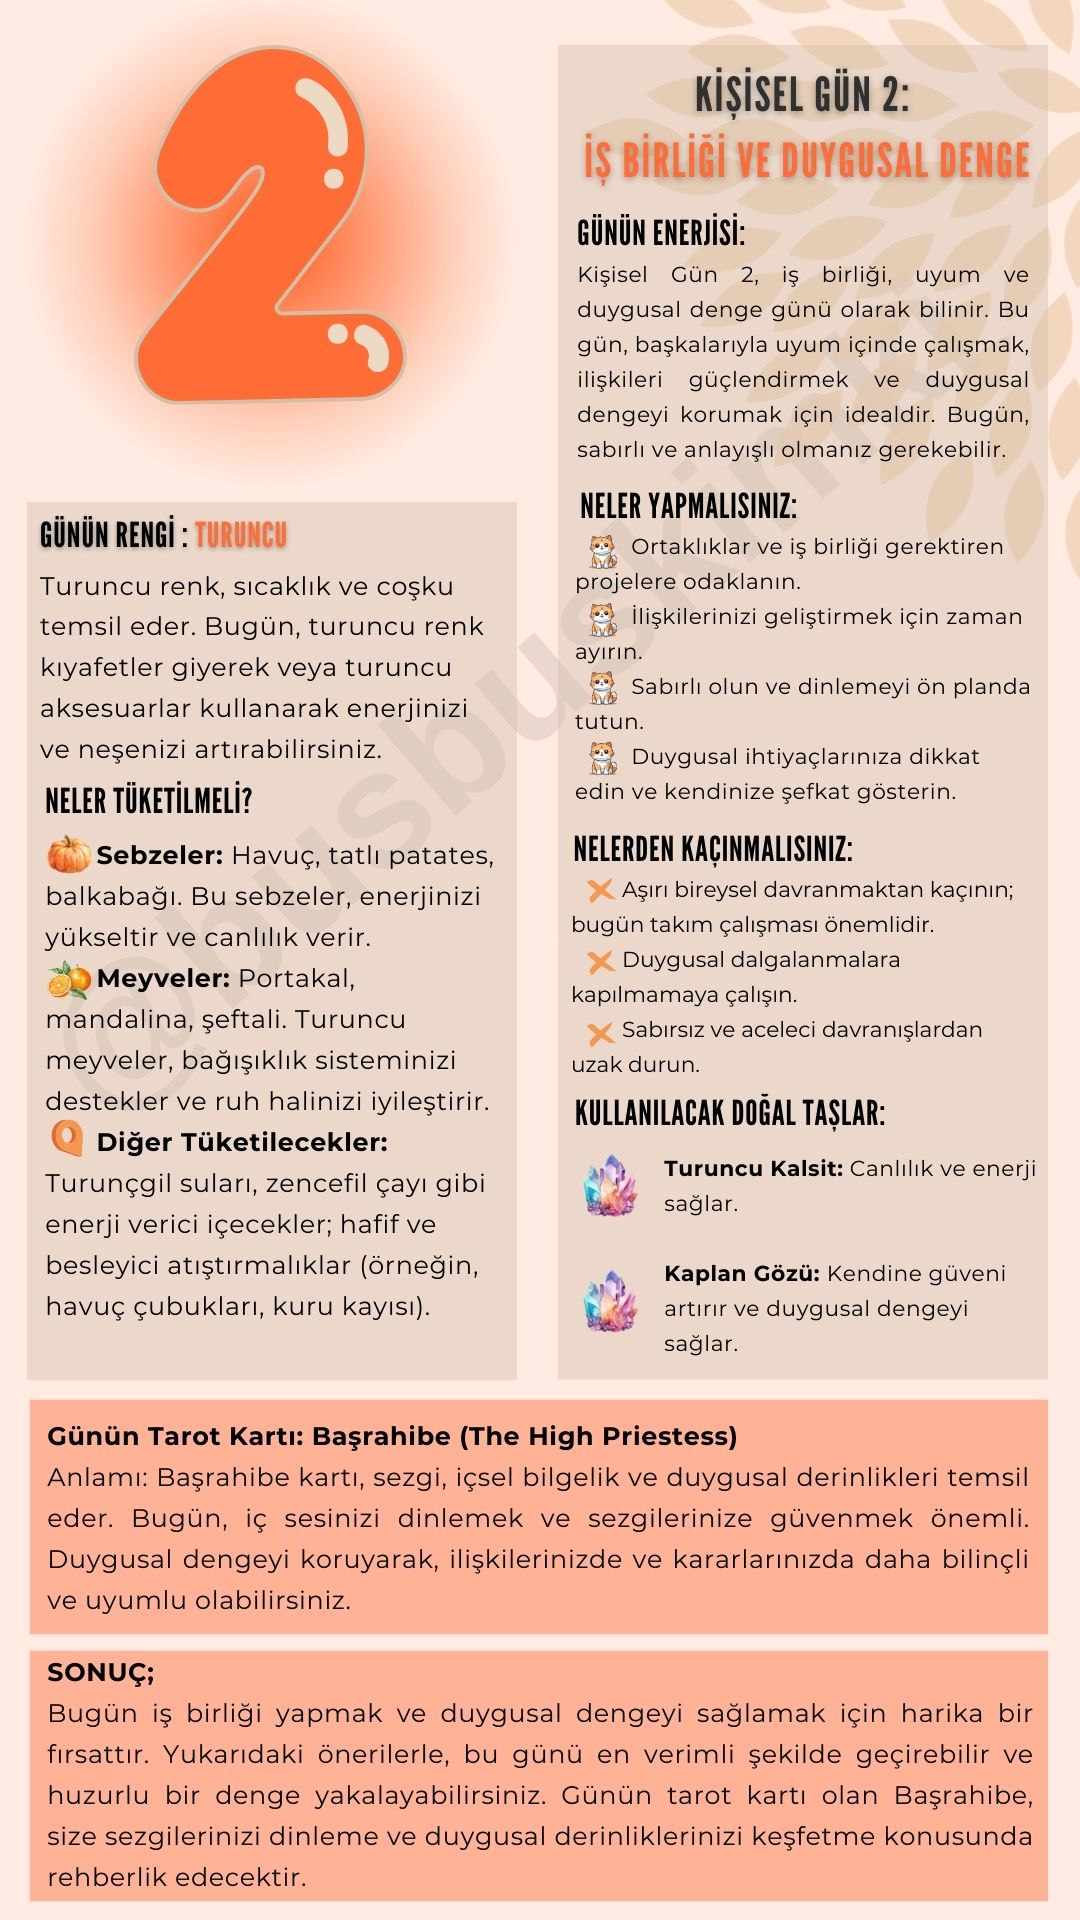 2
KİŞİSEL GÜN 2:
İŞ BİRLİĞİ VE DUYGUSAL DENGE
GÜNÜN ENERJİSİ:
Kişisel Gün 2, iş birliği, uyum ve
duygusal denge günü olarak bilinir. Bu
gün, başkalarıyla uyum içinde çalışmak,
ilişkileri güçlendirmek ve duygusal
dengeyi korumak için idealdir. Bugün,
sabırlı ve anlayışlı olmanız gerekebilir.
NELER YAPMALISINIZ:
Ortaklıklar ve iş birliği gerektiren
projelere odaklanın.
İlişkilerinizi geliştirmek için zaman
ayırın.
Sabırlı olun ve dinlemeyi ön planda
tutun.
Duygusal ihtiyaçlarınıza dikkat
edin ve kendinize şefkat gösterin.
NELERDEN KAÇINMALISINIZ:
Aşırı bireysel davranmaktan kaçının;
bugün takım çalışması önemlidir.
Duygusal dalgalanmalara
kapılmamaya çalışın.
Sabırsız ve aceleci davranışlardan
uzak durun.
KULLANILACAK DOĞAL TAŞLAR:
Turuncu Kalsit: Canlılık ve enerji
sağlar.
Kaplan Gözü: Kendine güveni
artırır ve duygusal dengeyi
sağlar.
GÜNÜN RENGİ : TURUNCU
Turuncu renk, sıcaklık ve coşku
temsil eder. Bugün, turuncu renk
kıyafetler giyerek veya turuncu
aksesuarlar kullanarak enerjinizi
ve neşenizi artırabilirsiniz.
NELER TÜKETİLMELİ?
Sebzeler: Havuç, tatlı patates,
balkabağı. Bu sebzeler, enerjinizi
yükseltir ve canlılık verir.
Meyveler: Portakal,
mandalina, şeftali. Turuncu
meyveler, bağışıklık sisteminizi
destekler ve ruh halinizi iyileştirir.
Diğer Tüketilecekler:
Turunçgil suları, zencefil çayı gibi
enerji verici içecekler; hafif ve
besleyici atıştırmalıklar (örneğin,
havuç çubukları, kuru kayısı).
Günün Tarot Kartı: Başrahibe (The High Priestess)
Anlamı: Başrahibe kartı, sezgi, içsel bilgelik ve duygusal derinlikleri temsil
eder. Bugün, iç sesinizi dinlemek ve sezgilerinize güvenmek önemli.
Duygusal dengeyi koruyarak, ilişkilerinizde ve kararlarınızda daha bilinçli
ve uyumlu olabilirsiniz.
SONUÇ;
Bugün iş birliği yapmak ve duygusal dengeyi sağlamak için harika bir
fırsattır. Yukarıdaki önerilerle, bu günü en verimli şekilde geçirebilir ve
huzurlu bir denge yakalayabilirsiniz. Günün tarot kartı olan Başrahibe,
size sezgilerinizi dinleme ve duygusal derinliklerinizi keşfetme konusunda
rehberlik edecektir.